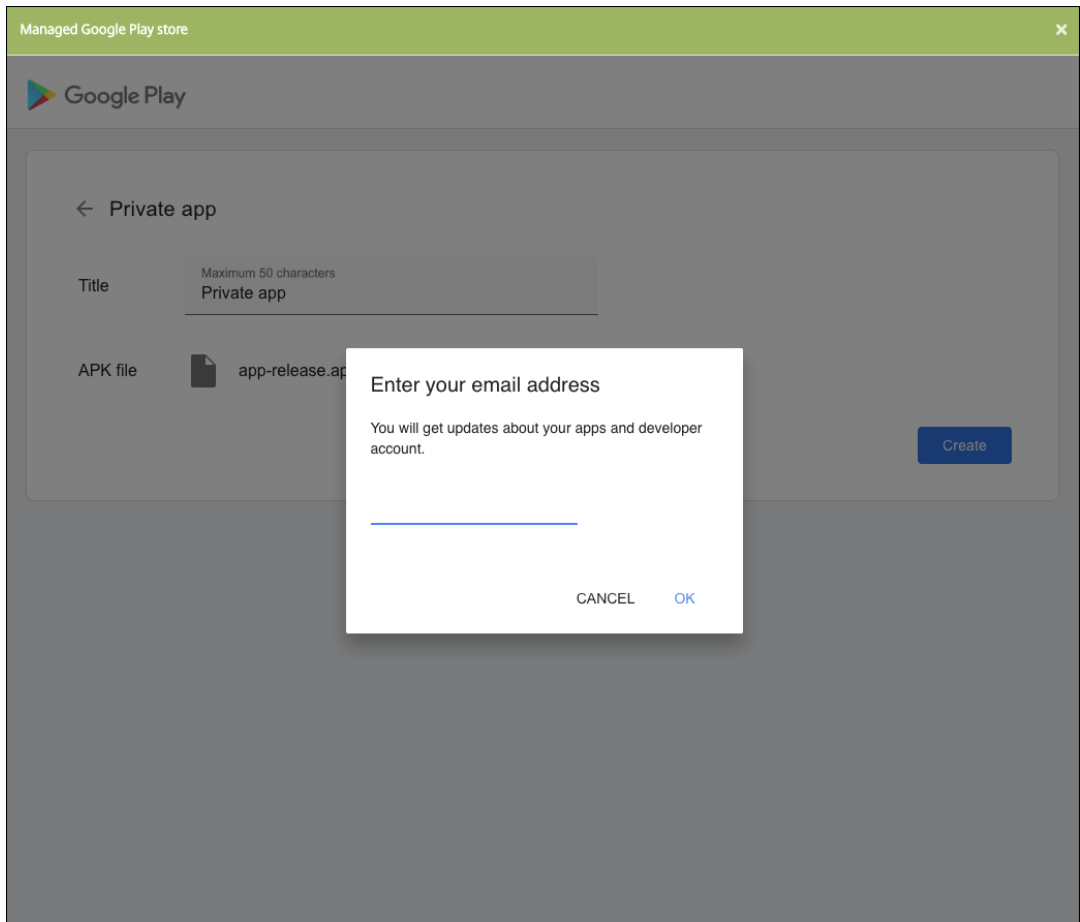 Managed Google Play store
×
Google Play
← Private app
Title
Maximum 50 characters
Private app
APK file
app-release.ap
Create
Enter your email address
You will get updates about your apps and developer
account.
CANCEL
OK